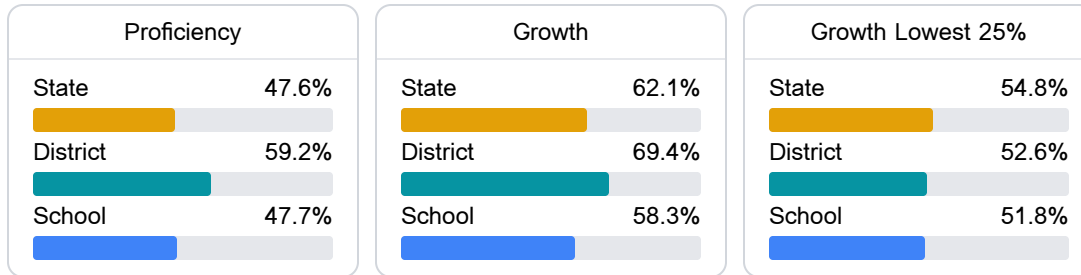 Proficiency
State 47.6%
District 59.2%
School 47.7%
Growth
State 62.1%
District 69.4%
School 58.3%
Growth Lowest 25%
State 54.8%
District 52.6%
School 51.8%